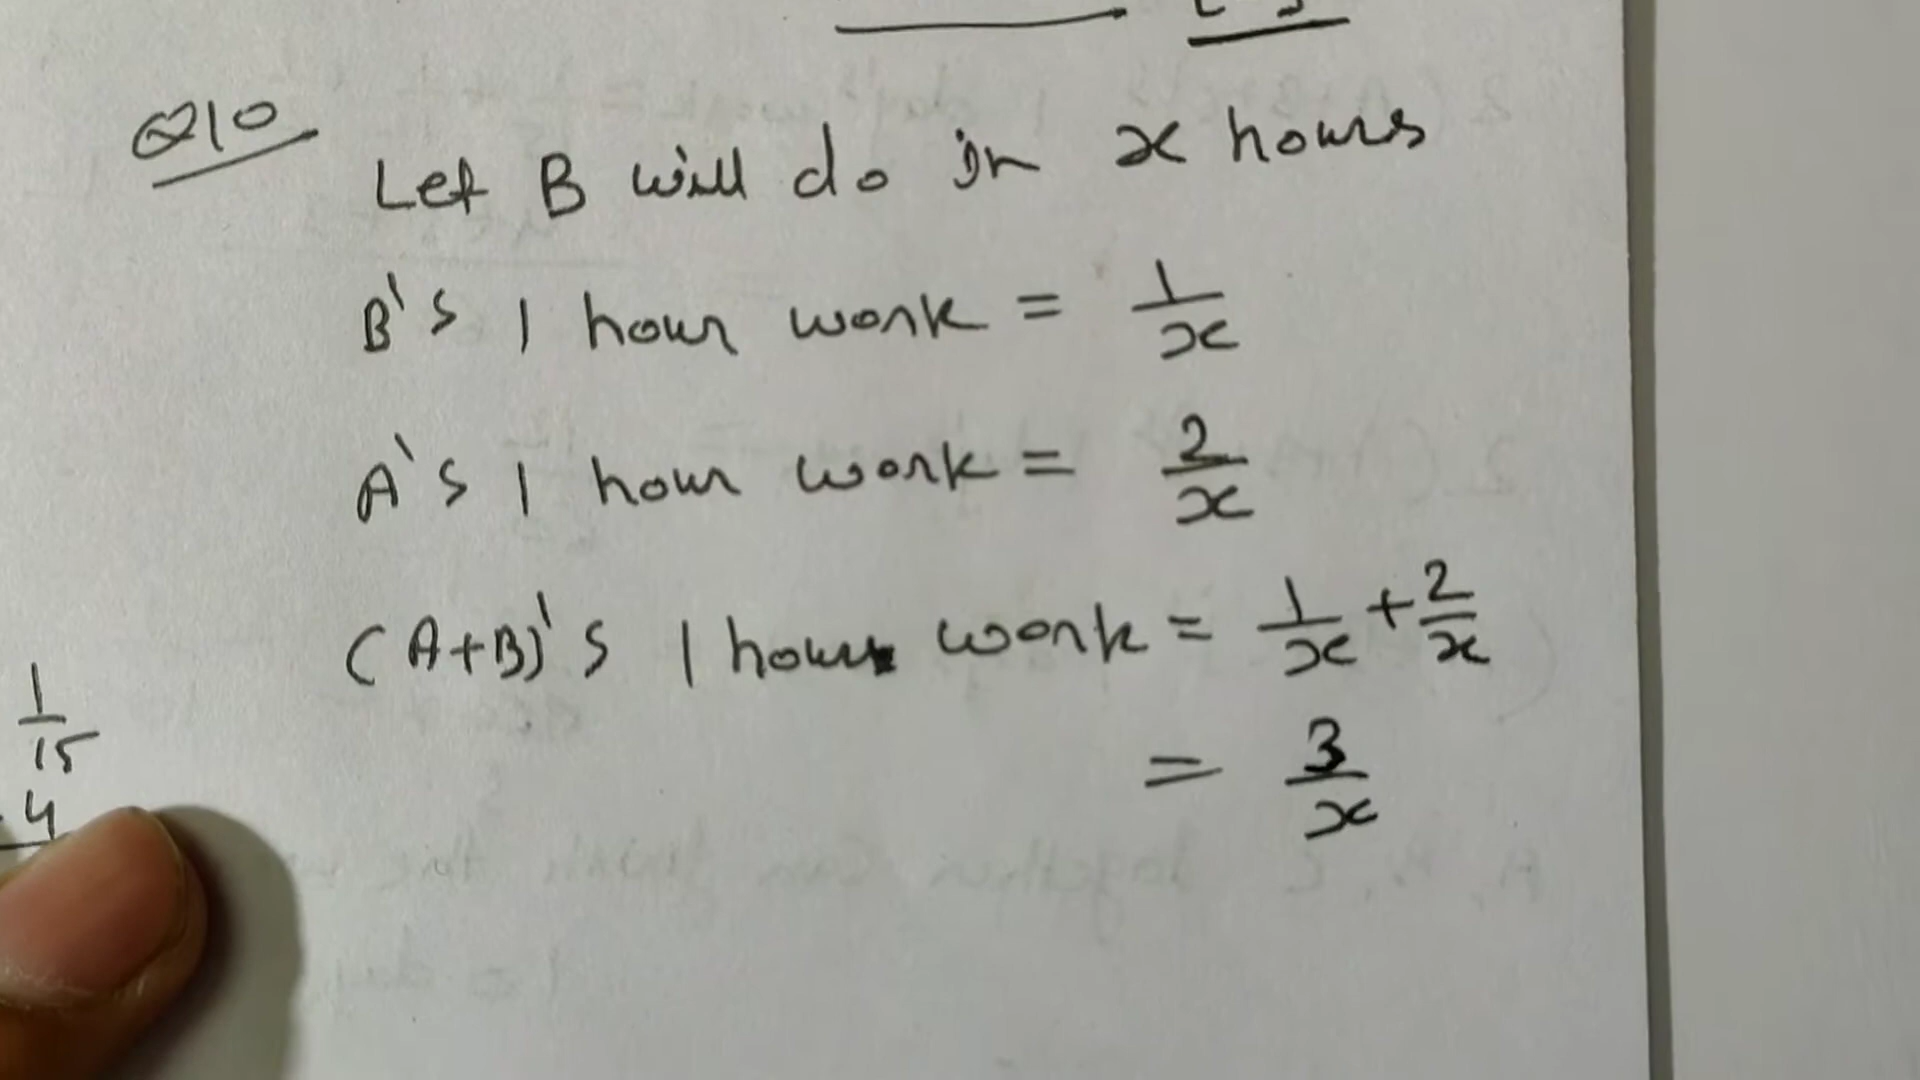 Q10
Let B will do in x hours
B's 1 hour work = 1/x
A's 1 hour work = 2/x
(A+B)'s 1 hour work = 1/x + 2/x
= 3/x
1/15
4